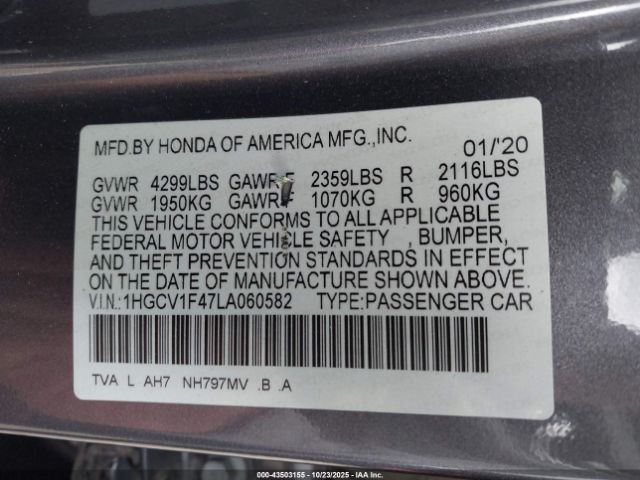 MFD.BY HONDA OF AMERICA MFG.,INC. 01/'20
GVWR 4299LBS GAWR F 2359LBS R 2116LBS
GVWR 1950KG GAWR F 1070KG R 960KG
THIS VEHICLE CONFORMS TO ALL APPLICABLE
FEDERAL MOTOR VEHICLE SAFETY , BUMPER,
AND THEFT PREVENTION STANDARDS IN EFFECT
ON THE DATE OF MANUFACTURE SHOWN ABOVE.
V.I.N.:1HGCV1F47LA060582 TYPE:PASSENGER CAR
TVA L AH7 NH797MV .B .A
© IAA, Inc. 000-43503155 - 10/23/2025 - IAAI.com